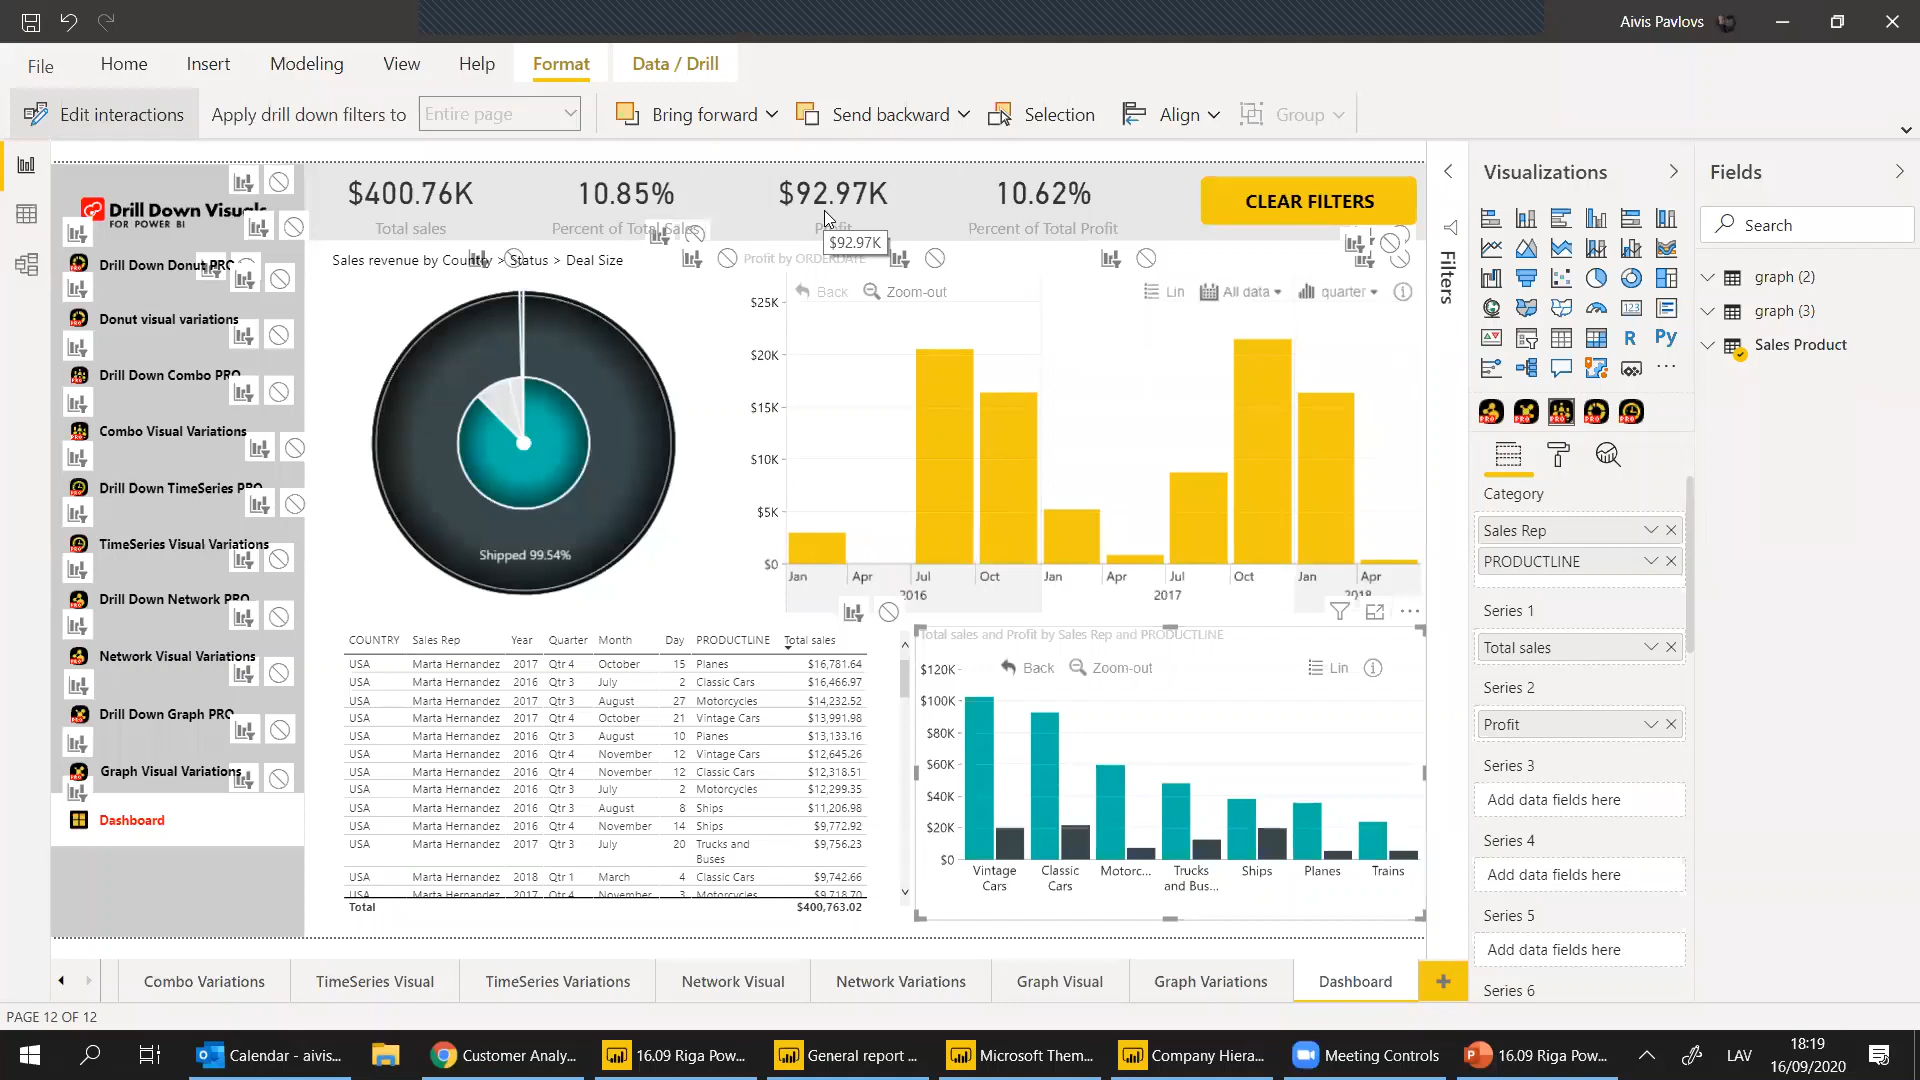 Aivis Pavlovs
File Home Insert Modeling View Help Format Data / Drill
Edit interactions Apply drill down filters to Entire page Bring forward Send backward Selection Align Group
Drill Down Visuals
FOR POWER BI
Drill Down Donut PRO
Donut visual variations
Drill Down Combo PRO
Combo Visual Variations
Drill Down TimeSeries PRO
TimeSeries Visual Variations
Drill Down Network PRO
Network Visual Variations
Drill Down Graph PRO
Graph Visual Variations
Dashboard
$400.76K 10.85% $92.97K 10.62%
Total sales Percent of Total Sales Profit Percent of Total Profit
$92.97K
CLEAR FILTERS
Sales revenue by Country > Status > Deal Size
Shipped 99.54%
Profit by ORDERDATE
Back Zoom-out Lin All data quarter
$25K
$20K
$15K
$10K
$5K
$0
Jan Apr Jul Oct Jan Apr Jul Oct Jan Apr
2016 2017 2018
COUNTRY Sales Rep Year Quarter Month Day PRODUCTLINE Total sales
USA Marta Hernandez 2017 Qtr 4 October 15 Planes $16,781.64
USA Marta Hernandez 2016 Qtr 3 July 2 Classic Cars $16,466.97
USA Marta Hernandez 2016 Qtr 3 August 27 Motorcycles $14,232.52
USA Marta Hernandez 2017 Qtr 4 October 21 Vintage Cars $13,991.98
USA Marta Hernandez 2016 Qtr 3 August 10 Planes $13,133.16
USA Marta Hernandez 2016 Qtr 4 November 12 Vintage Cars $12,645.26
USA Marta Hernandez 2016 Qtr 4 November 12 Classic Cars $12,318.51
USA Marta Hernandez 2016 Qtr 3 July 2 Motorcycles $12,299.35
USA Marta Hernandez 2016 Qtr 3 August 8 Ships $11,206.98
USA Marta Hernandez 2016 Qtr 4 November 14 Ships $9,772.92
USA Marta Hernandez 2017 Qtr 3 July 20 Trucks and Buses $9,756.23
USA Marta Hernandez 2018 Qtr 1 March 4 Classic Cars $9,742.66
USA Marta Hernandez 2017 Qtr 4 November 3 Motorcycles $9,718.70
Total $400,763.02
Total sales and Profit by Sales Rep and PRODUCTLINE
Back Zoom-out Lin
$120K
$100K
$80K
$60K
$40K
$20K
$0
Vintage Cars Classic Cars Motorc... Trucks and Bus... Ships Planes Trains
Filters
Visualizations
R Py
Category
Sales Rep
PRODUCTLINE
Series 1
Total sales
Series 2
Profit
Series 3
Add data fields here
Series 4
Add data fields here
Series 5
Add data fields here
Series 6
Fields
Search
graph (2)
graph (3)
Sales Product
Combo Variations TimeSeries Visual TimeSeries Variations Network Visual Network Variations Graph Visual Graph Variations Dashboard
PAGE 12 OF 12
Calendar - aivis... Customer Analy... 16.09 Riga Pow... General report ... Microsoft Them... Company Hiera... Meeting Controls 16.09 Riga Pow... LAV 18:19
16/09/2020